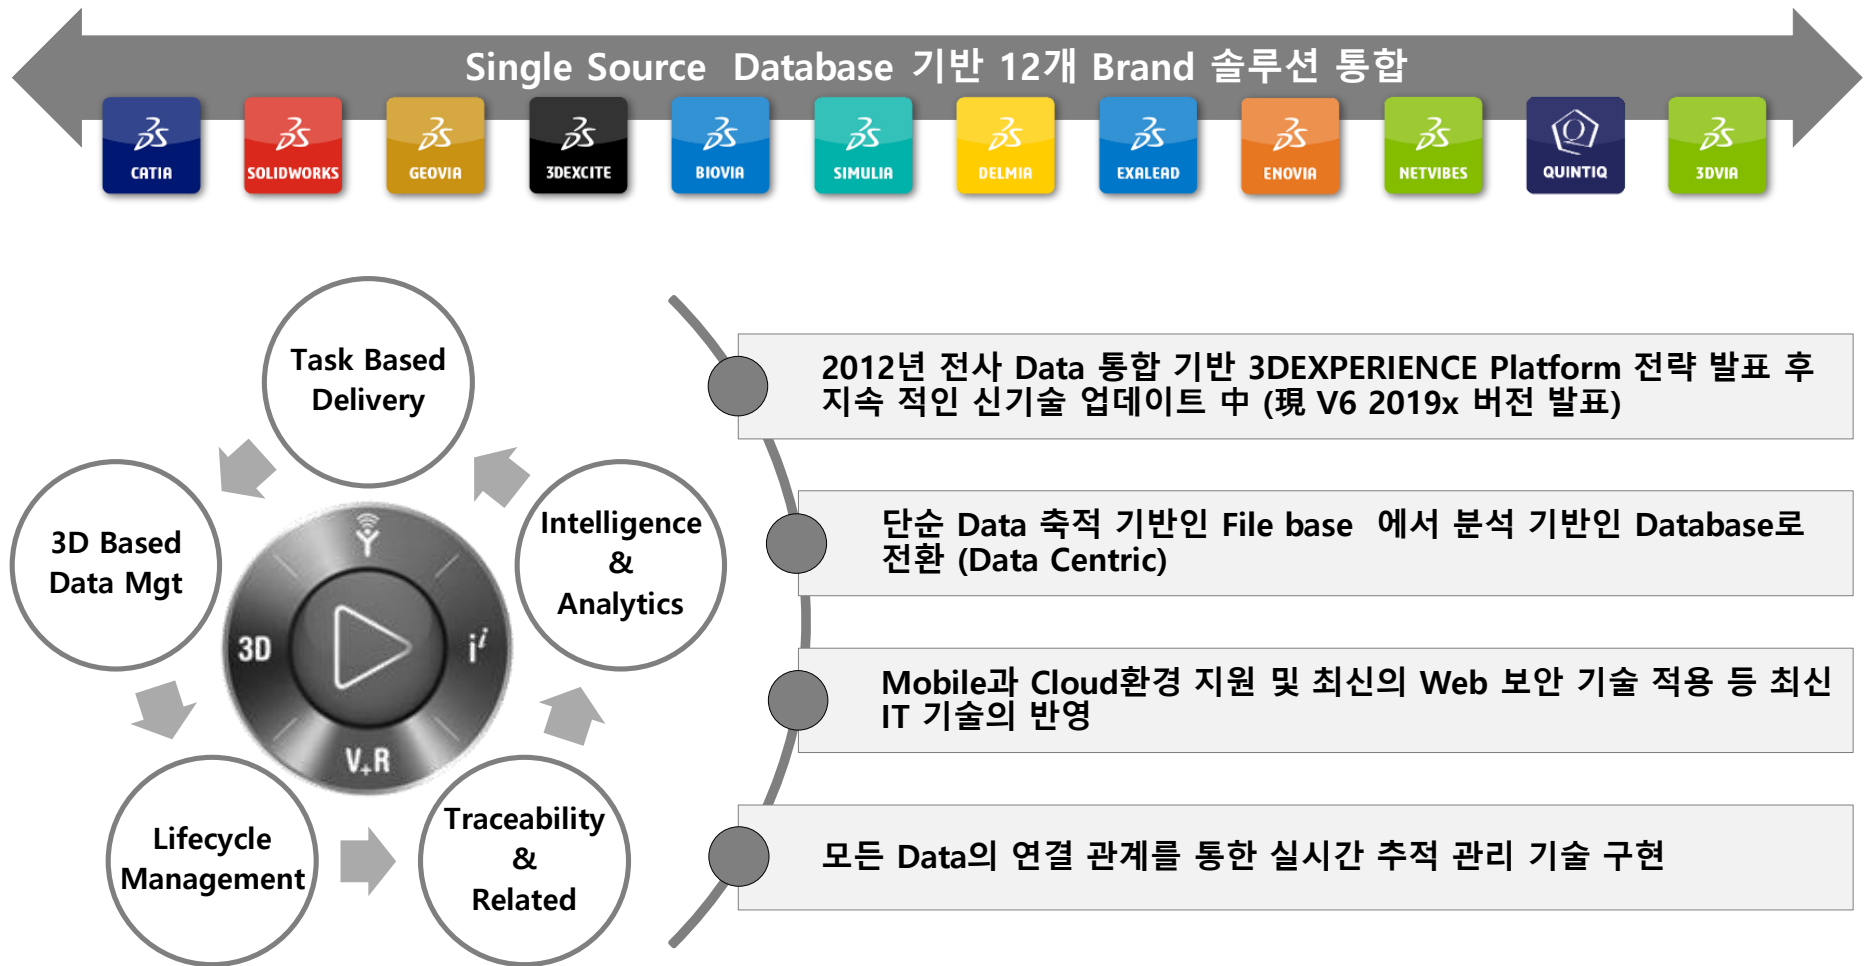 Single Source  Database 기반 12개 Brand 솔루션 통합
CATIA
SOLIDWORKS
GEOVIA
3DEXCITE
BIOVIA
SIMULIA
DELMIA
EXALEAD
ENOVIA
NETVIBES
QUINTIQ
3DVIA
Task Based
Delivery
3D Based
Data Mgt
Intelligence
&
Analytics
Lifecycle
Management
Traceability
&
Related
3D
i i
V+R
2012년 전사 Data 통합 기반 3DEXPERIENCE Platform 전략 발표 후
지속 적인 신기술 업데이트 中 (現 V6 2019x 버전 발표)
단순 Data 축적 기반인 File base  에서 분석 기반인 Database로
전환 (Data Centric)
Mobile과 Cloud환경 지원 및 최신의 Web 보안 기술 적용 등 최신
IT 기술의 반영
모든 Data의 연결 관계를 통한 실시간 추적 관리 기술 구현